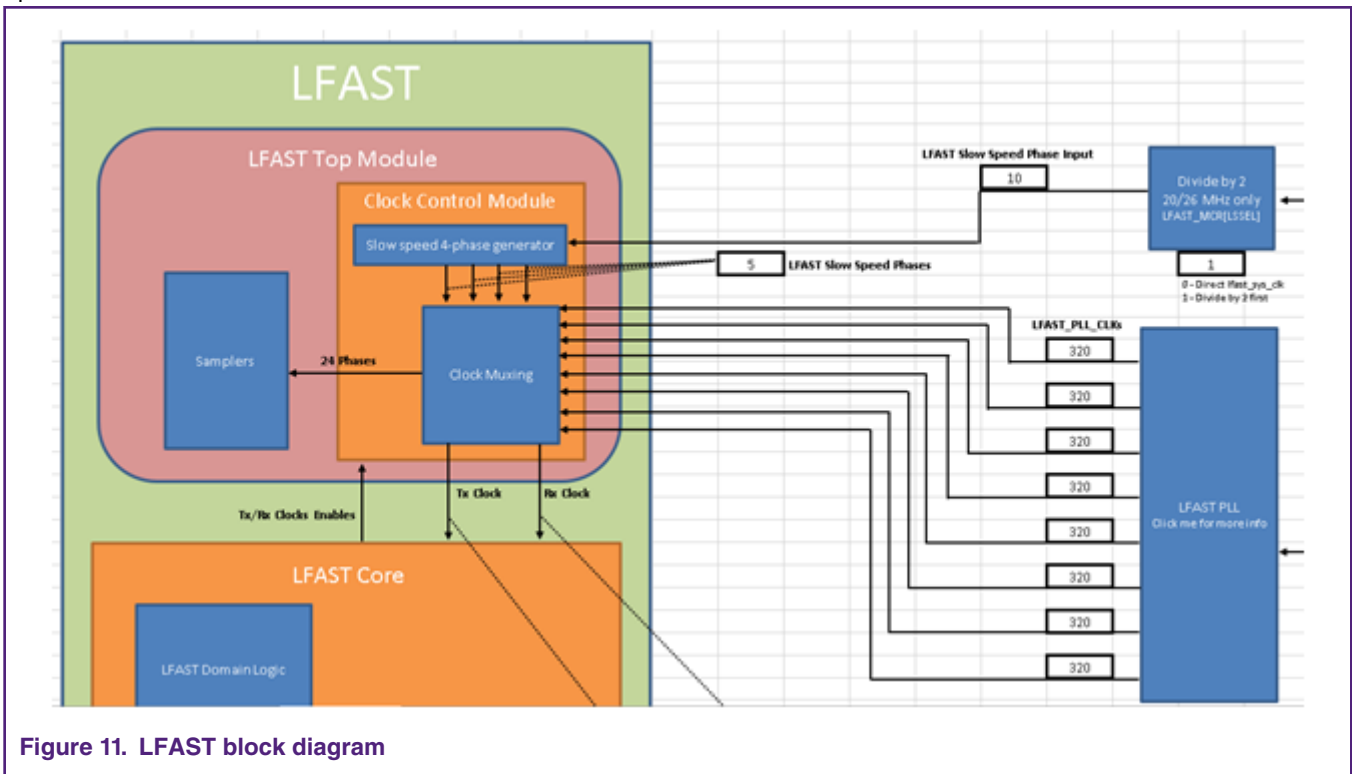 LFAST
LFAST Top Module
Clock Control Module
Slow speed 4-phase generator
Samplers
24 Phases
Clock Muxing
Tx Clock
Rx Clock
Tx/Rx Clocks Enables
LFAST Core
LFAST Domain Logic
LFAST Slow Speed Phase Input
10
Divide by 2
20/26 MHz only
LFAST_MCR[LSSEL]
1
0 - Direct lfast_sys_clk
1 - Divide by 2 first
5
LFAST Slow Speed Phases
LFAST_PLL_CLKs
320
320
320
320
320
320
320
320
LFAST PLL
Click me for more info
Figure 11. LFAST block diagram